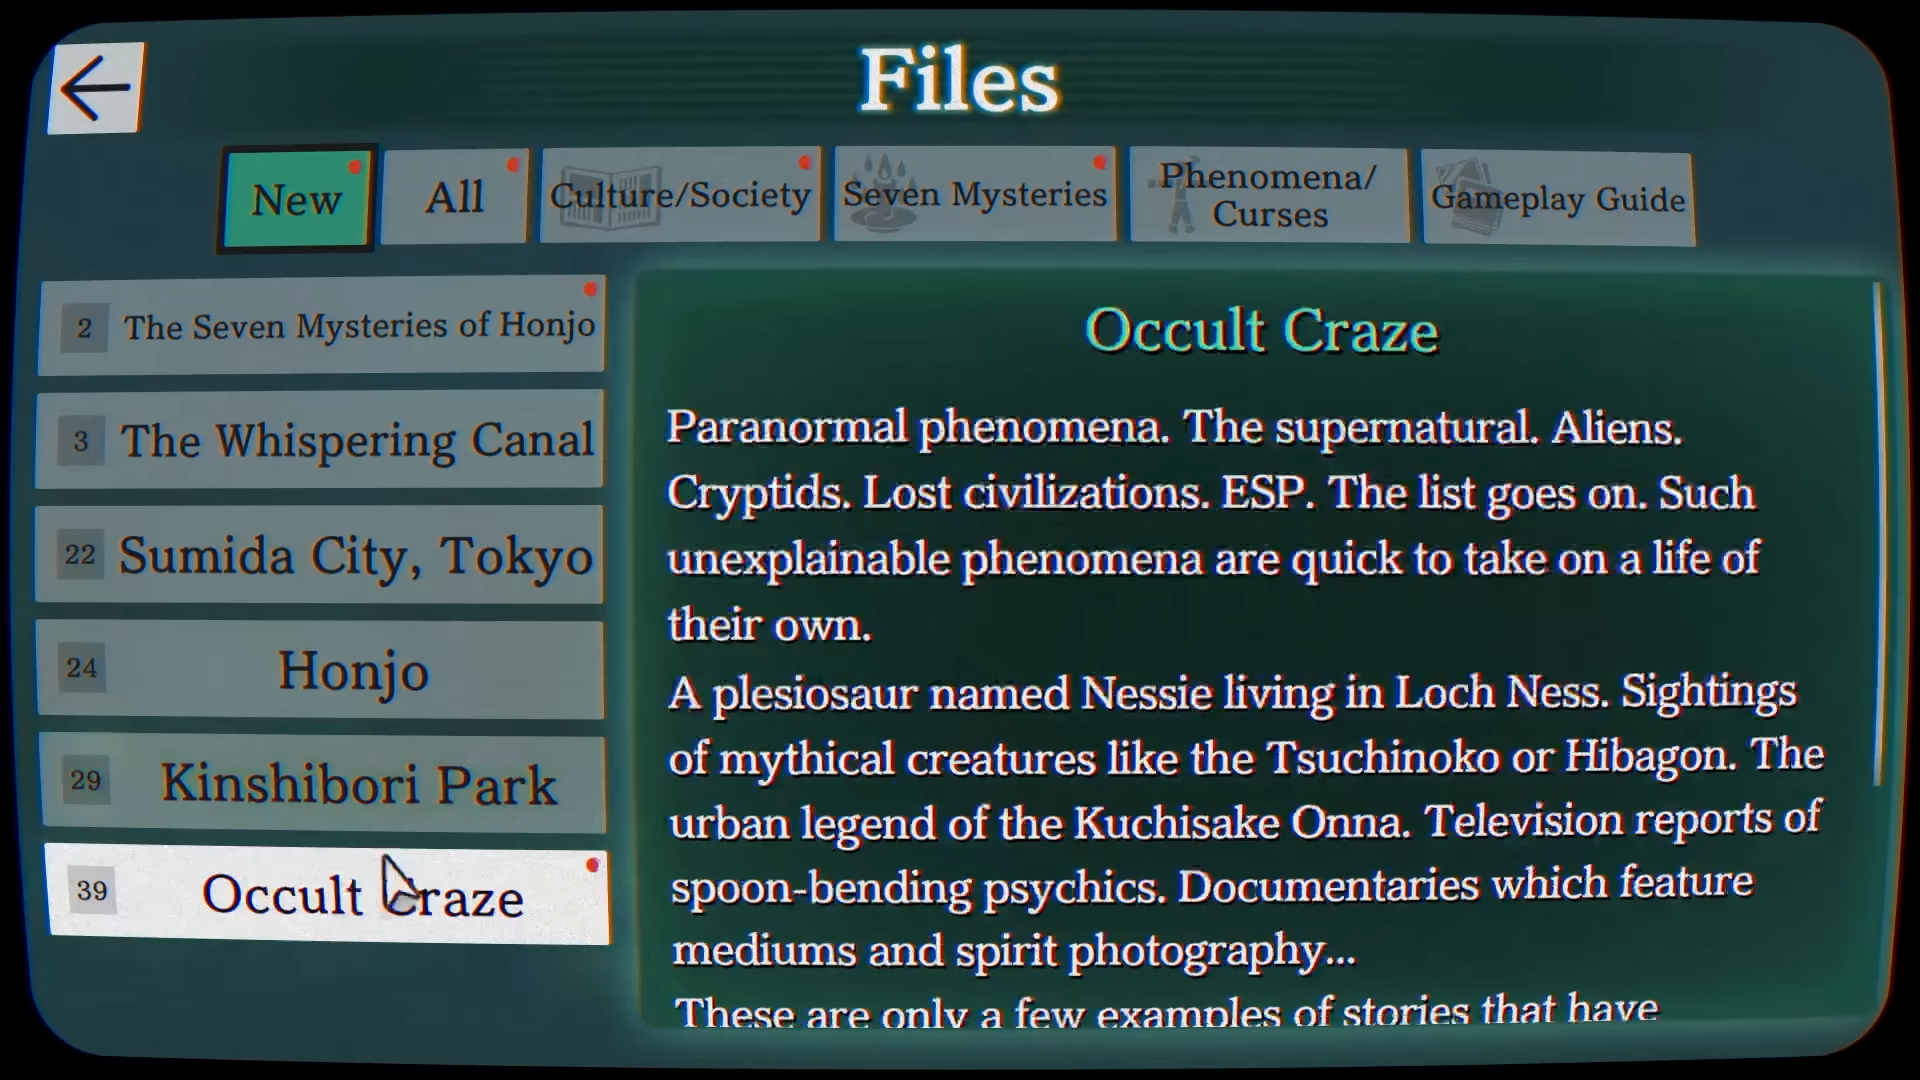 Files
New
All
Culture/Society
Seven Mysteries
Phenomena/
Curses
Gameplay Guide
2 The Seven Mysteries of Honjo
3 The Whispering Canal
22 Sumida City, Tokyo
24 Honjo
29 Kinshibori Park
39 Occult Craze
Occult Craze
Paranormal phenomena. The supernatural. Aliens.
Cryptids. Lost civilizations. ESP. The list goes on. Such
unexplainable phenomena are quick to take on a life of
their own.
A plesiosaur named Nessie living in Loch Ness. Sightings
of mythical creatures like the Tsuchinoko or Hibagon. The
urban legend of the Kuchisake Onna. Television reports of
spoon-bending psychics. Documentaries which feature
mediums and spirit photography...
These are only a few examples of stories that have